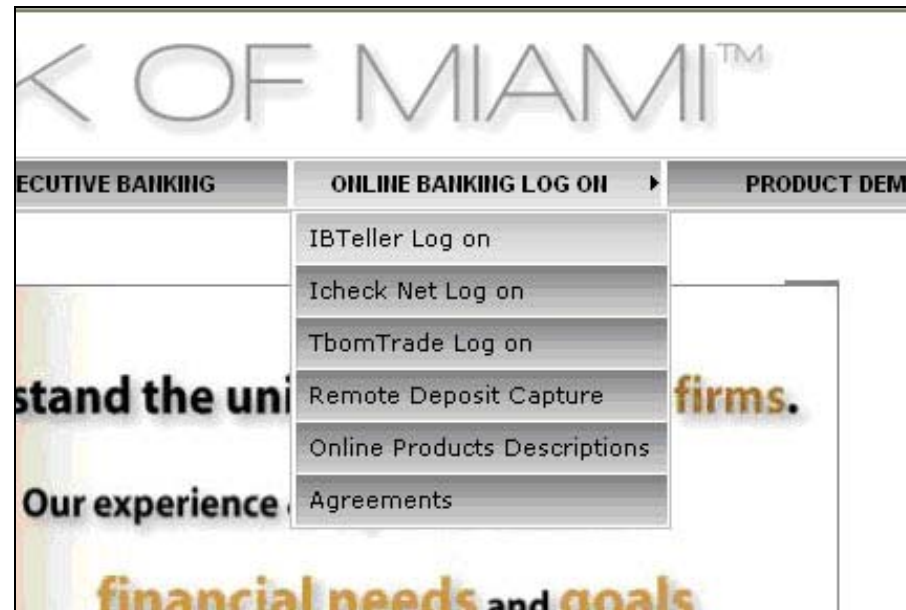 K OF MIAMI™
ECUTIVE BANKING ONLINE BANKING LOG ON PRODUCT DEM
IBTeller Log on
Icheck Net Log on
TbomTrade Log on
stand the uni Remote Deposit Capture firms.
Online Products Descriptions
Our experience Agreements
financial needs and goals